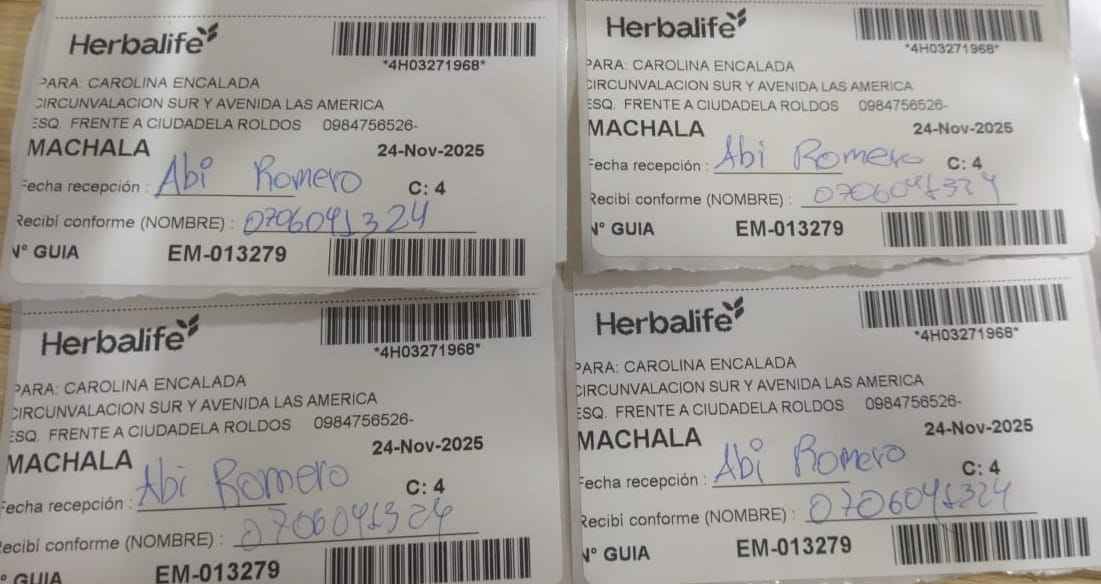 Herbalife
*4H03271968*
PARA: CAROLINA ENCALADA
CIRCUNVALACION SUR Y AVENIDA LAS AMERICA
ESQ. FRENTE A CIUDADELA ROLDOS 0984756526-
MACHALA 24-Nov-2025
Fecha recepción : Abi Romero C: 4
Recibí conforme (NOMBRE) : 0706041324
N° GUIA EM-013279
Herbalife
*4H03271968*
PARA: CAROLINA ENCALADA
CIRCUNVALACION SUR Y AVENIDA LAS AMERICA
ESQ. FRENTE A CIUDADELA ROLDOS 0984756526-
MACHALA 24-Nov-2025
Fecha recepción : Abi Romero C: 4
Recibí conforme (NOMBRE) : 0706041324
N° GUIA EM-013279
Herbalife
*4H03271968*
PARA: CAROLINA ENCALADA
CIRCUNVALACION SUR Y AVENIDA LAS AMERICA
ESQ. FRENTE A CIUDADELA ROLDOS 0984756526-
MACHALA 24-Nov-2025
Fecha recepción : Abi Romero C: 4
Recibí conforme (NOMBRE) : 0706041324
N° GUIA EM-013279
Herbalife
*4H03271968*
PARA: CAROLINA ENCALADA
CIRCUNVALACION SUR Y AVENIDA LAS AMERICA
ESQ. FRENTE A CIUDADELA ROLDOS 0984756526-
MACHALA 24-Nov-2025
Fecha recepción : Abi Romero C: 4
Recibí conforme (NOMBRE) : 0706041324
N° GUIA EM-013279